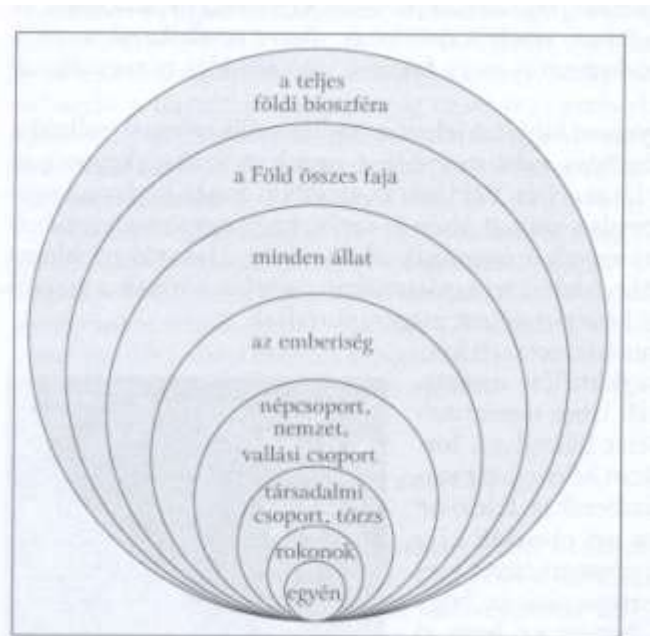 a teljes
földi bioszféra
a Föld összes faja
minden állat
az emberiség
népcsoport,
nemzet,
vallási csoport
társadalmi
csoport, törzs
rokonok
egyén